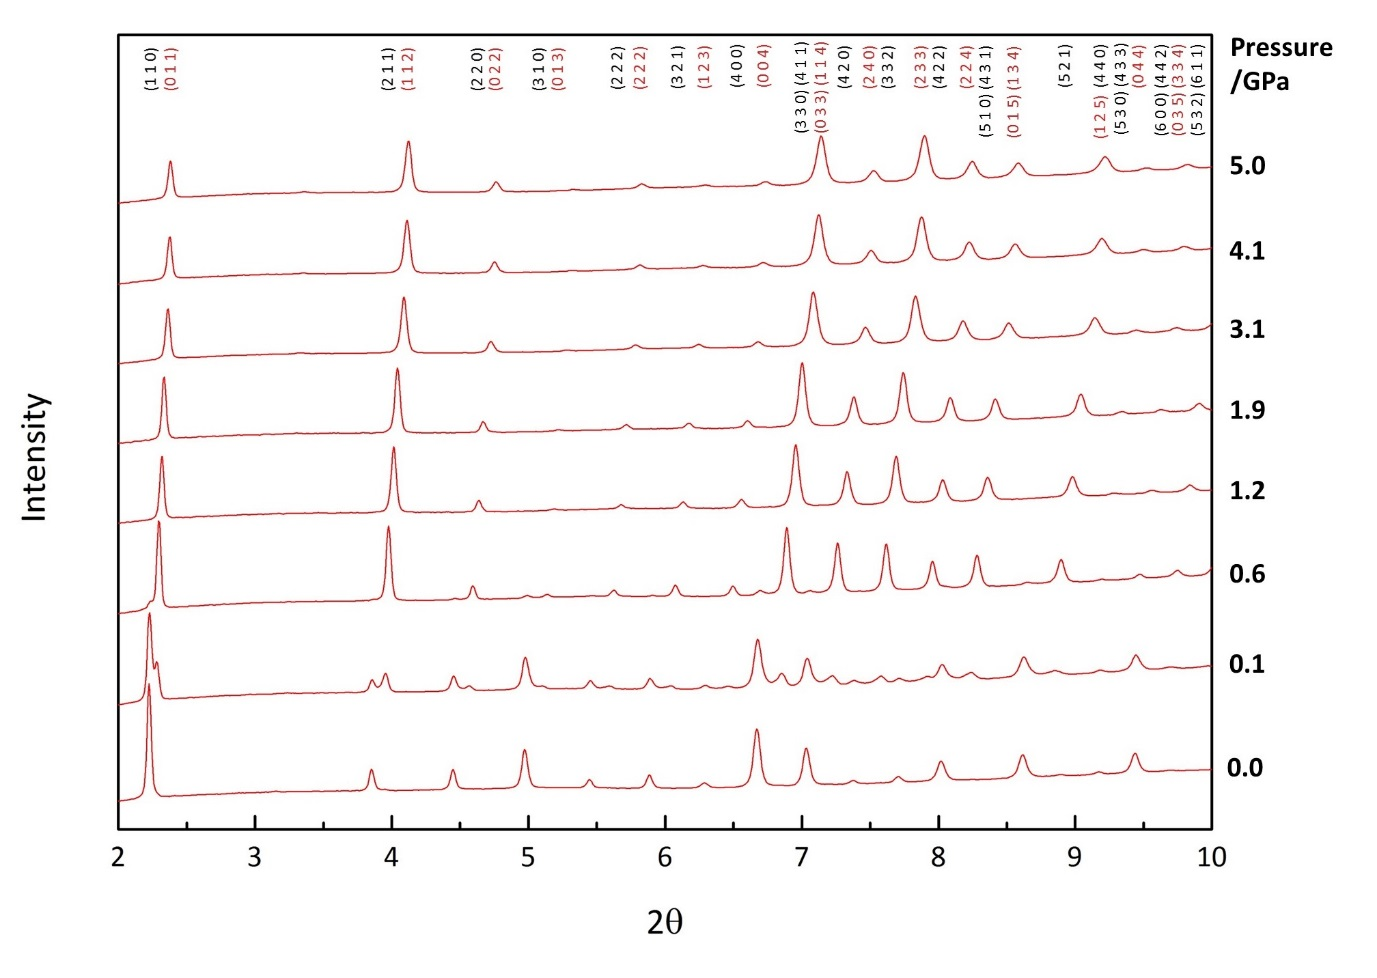 (1 1 0)
(0 1 1)
(2 1 1)
(1 1 2)
(2 2 0)
(0 2 2)
(3 1 0)
(0 1 3)
(2 2 2)
(2 2 2)
(3 2 1)
(1 2 3)
(4 0 0)
(0 0 4)
(3 3 0) (4 1 1)
(0 3 3) (1 1 4)
(4 2 0)
(2 4 0)
(3 3 2)
(2 3 3)
(4 2 2)
(2 2 4)
(5 1 0) (4 3 1)
(0 1 5) (1 3 4)
(5 2 1)
(1 2 5) (4 4 0)
(5 3 0) (4 3 3)
(0 4 4)
(6 0 0) (4 4 2)
(0 3 5) (3 3 4)
(5 3 2) (6 1 1)
Pressure
/GPa
5.0
4.1
3.1
1.9
1.2
0.6
0.1
0.0
Intensity
2 3 4 5 6 7 8 9 10
2θ